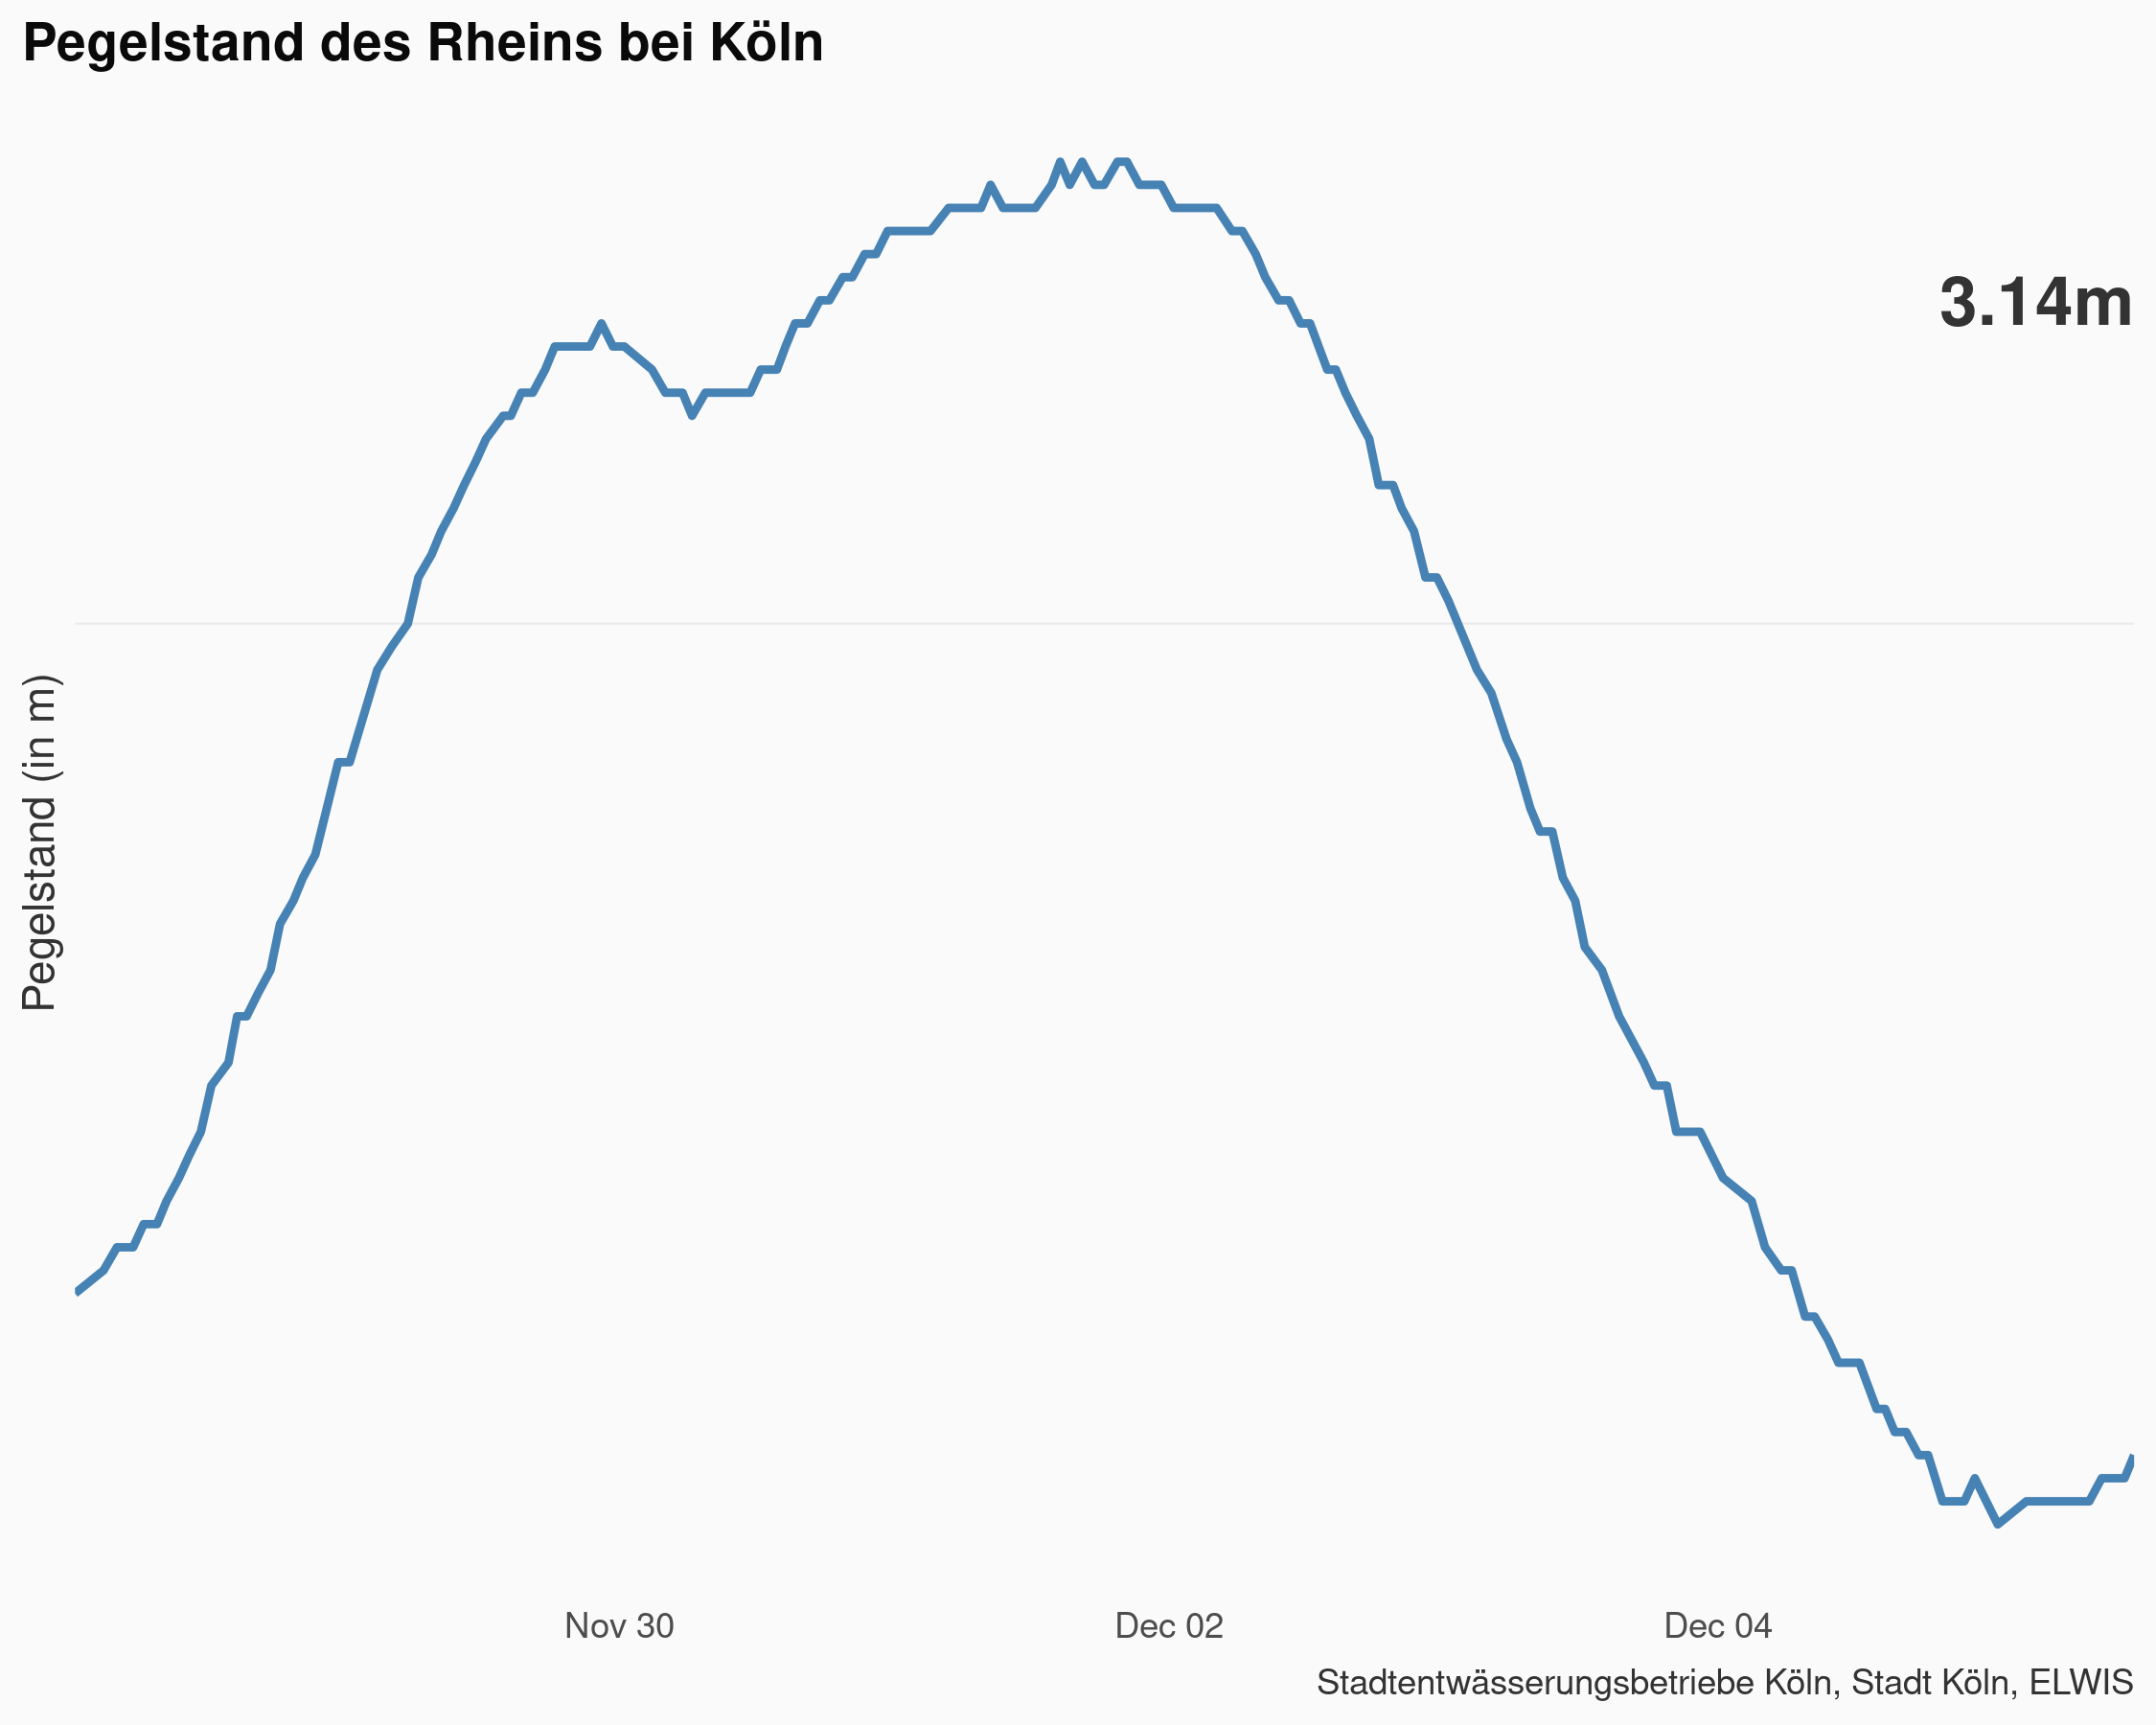 Pegelstand des Rheins bei Köln
3.14m
Pegelstand (in m)
Nov 30
Dec 02
Dec 04
Stadtentwässerungsbetriebe Köln, Stadt Köln, ELWIS